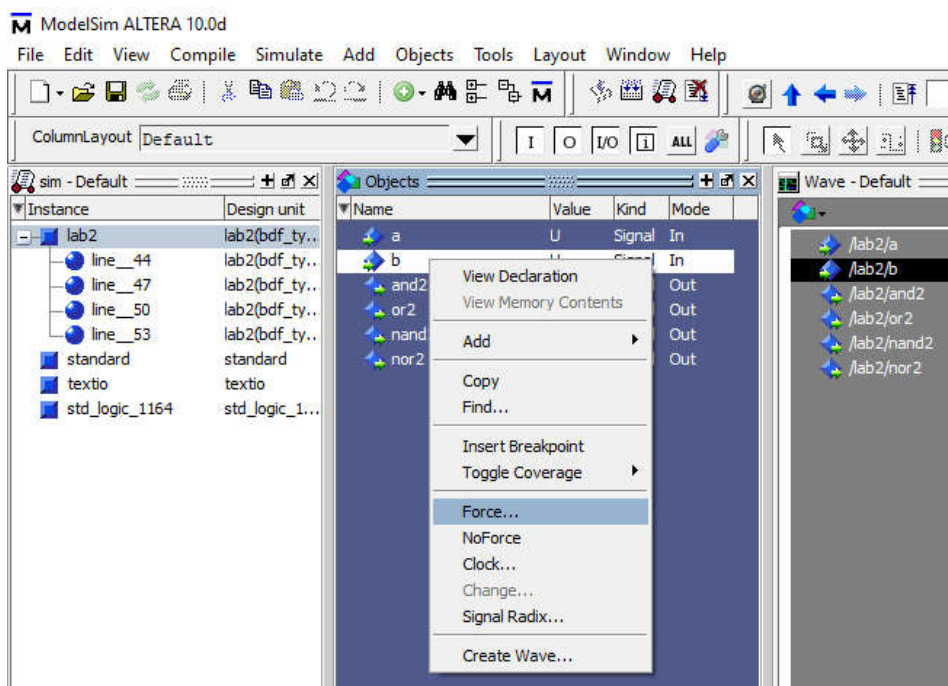 ModelSim ALTERA 10.0d
File Edit View Compile Simulate Add Objects Tools Layout Window Help
ColumnLayout Default
I O I/O i ALL
sim - Default
Instance Design unit
lab2 lab2(bdf_ty...
line__44 lab2(bdf_ty...
line__47 lab2(bdf_ty...
line__50 lab2(bdf_ty...
line__53 lab2(bdf_ty...
standard standard
textio textio
std_logic_1164 std_logic_1...
Objects
Name Value Kind Mode
a U Signal In
b In
and2 Out
or2 Out
nand Out
nor2 Out
View Declaration
View Memory Contents
Add
Copy
Find...
Insert Breakpoint
Toggle Coverage
Force...
NoForce
Clock...
Change...
Signal Radix...
Create Wave...
Wave - Default
/lab2/a
/lab2/b
/lab2/and2
/lab2/or2
/lab2/nand2
/lab2/nor2